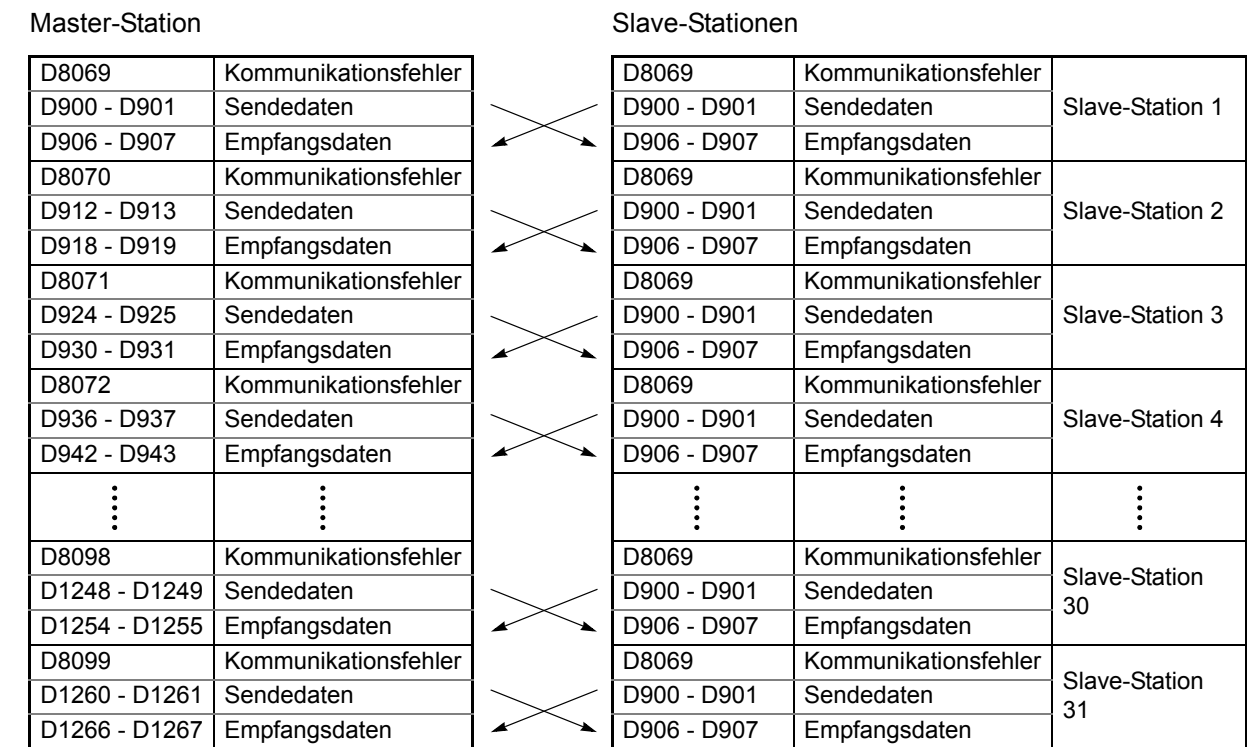 Master-Station Slave-Stationen
D8069 Kommunikationsfehler D8069 Kommunikationsfehler
D900 - D901 Sendedaten D900 - D901 Sendedaten Slave-Station 1
D906 - D907 Empfangsdaten D906 - D907 Empfangsdaten
D8070 Kommunikationsfehler D8069 Kommunikationsfehler
D912 - D913 Sendedaten D900 - D901 Sendedaten Slave-Station 2
D918 - D919 Empfangsdaten D906 - D907 Empfangsdaten
D8071 Kommunikationsfehler D8069 Kommunikationsfehler
D924 - D925 Sendedaten D900 - D901 Sendedaten Slave-Station 3
D930 - D931 Empfangsdaten D906 - D907 Empfangsdaten
D8072 Kommunikationsfehler D8069 Kommunikationsfehler
D936 - D937 Sendedaten D900 - D901 Sendedaten Slave-Station 4
D942 - D943 Empfangsdaten D906 - D907 Empfangsdaten
D8098 Kommunikationsfehler D8069 Kommunikationsfehler
D1248 - D1249 Sendedaten D900 - D901 Sendedaten Slave-Station 30
D1254 - D1255 Empfangsdaten D906 - D907 Empfangsdaten
D8099 Kommunikationsfehler D8069 Kommunikationsfehler
D1260 - D1261 Sendedaten D900 - D901 Sendedaten Slave-Station 31
D1266 - D1267 Empfangsdaten D906 - D907 Empfangsdaten